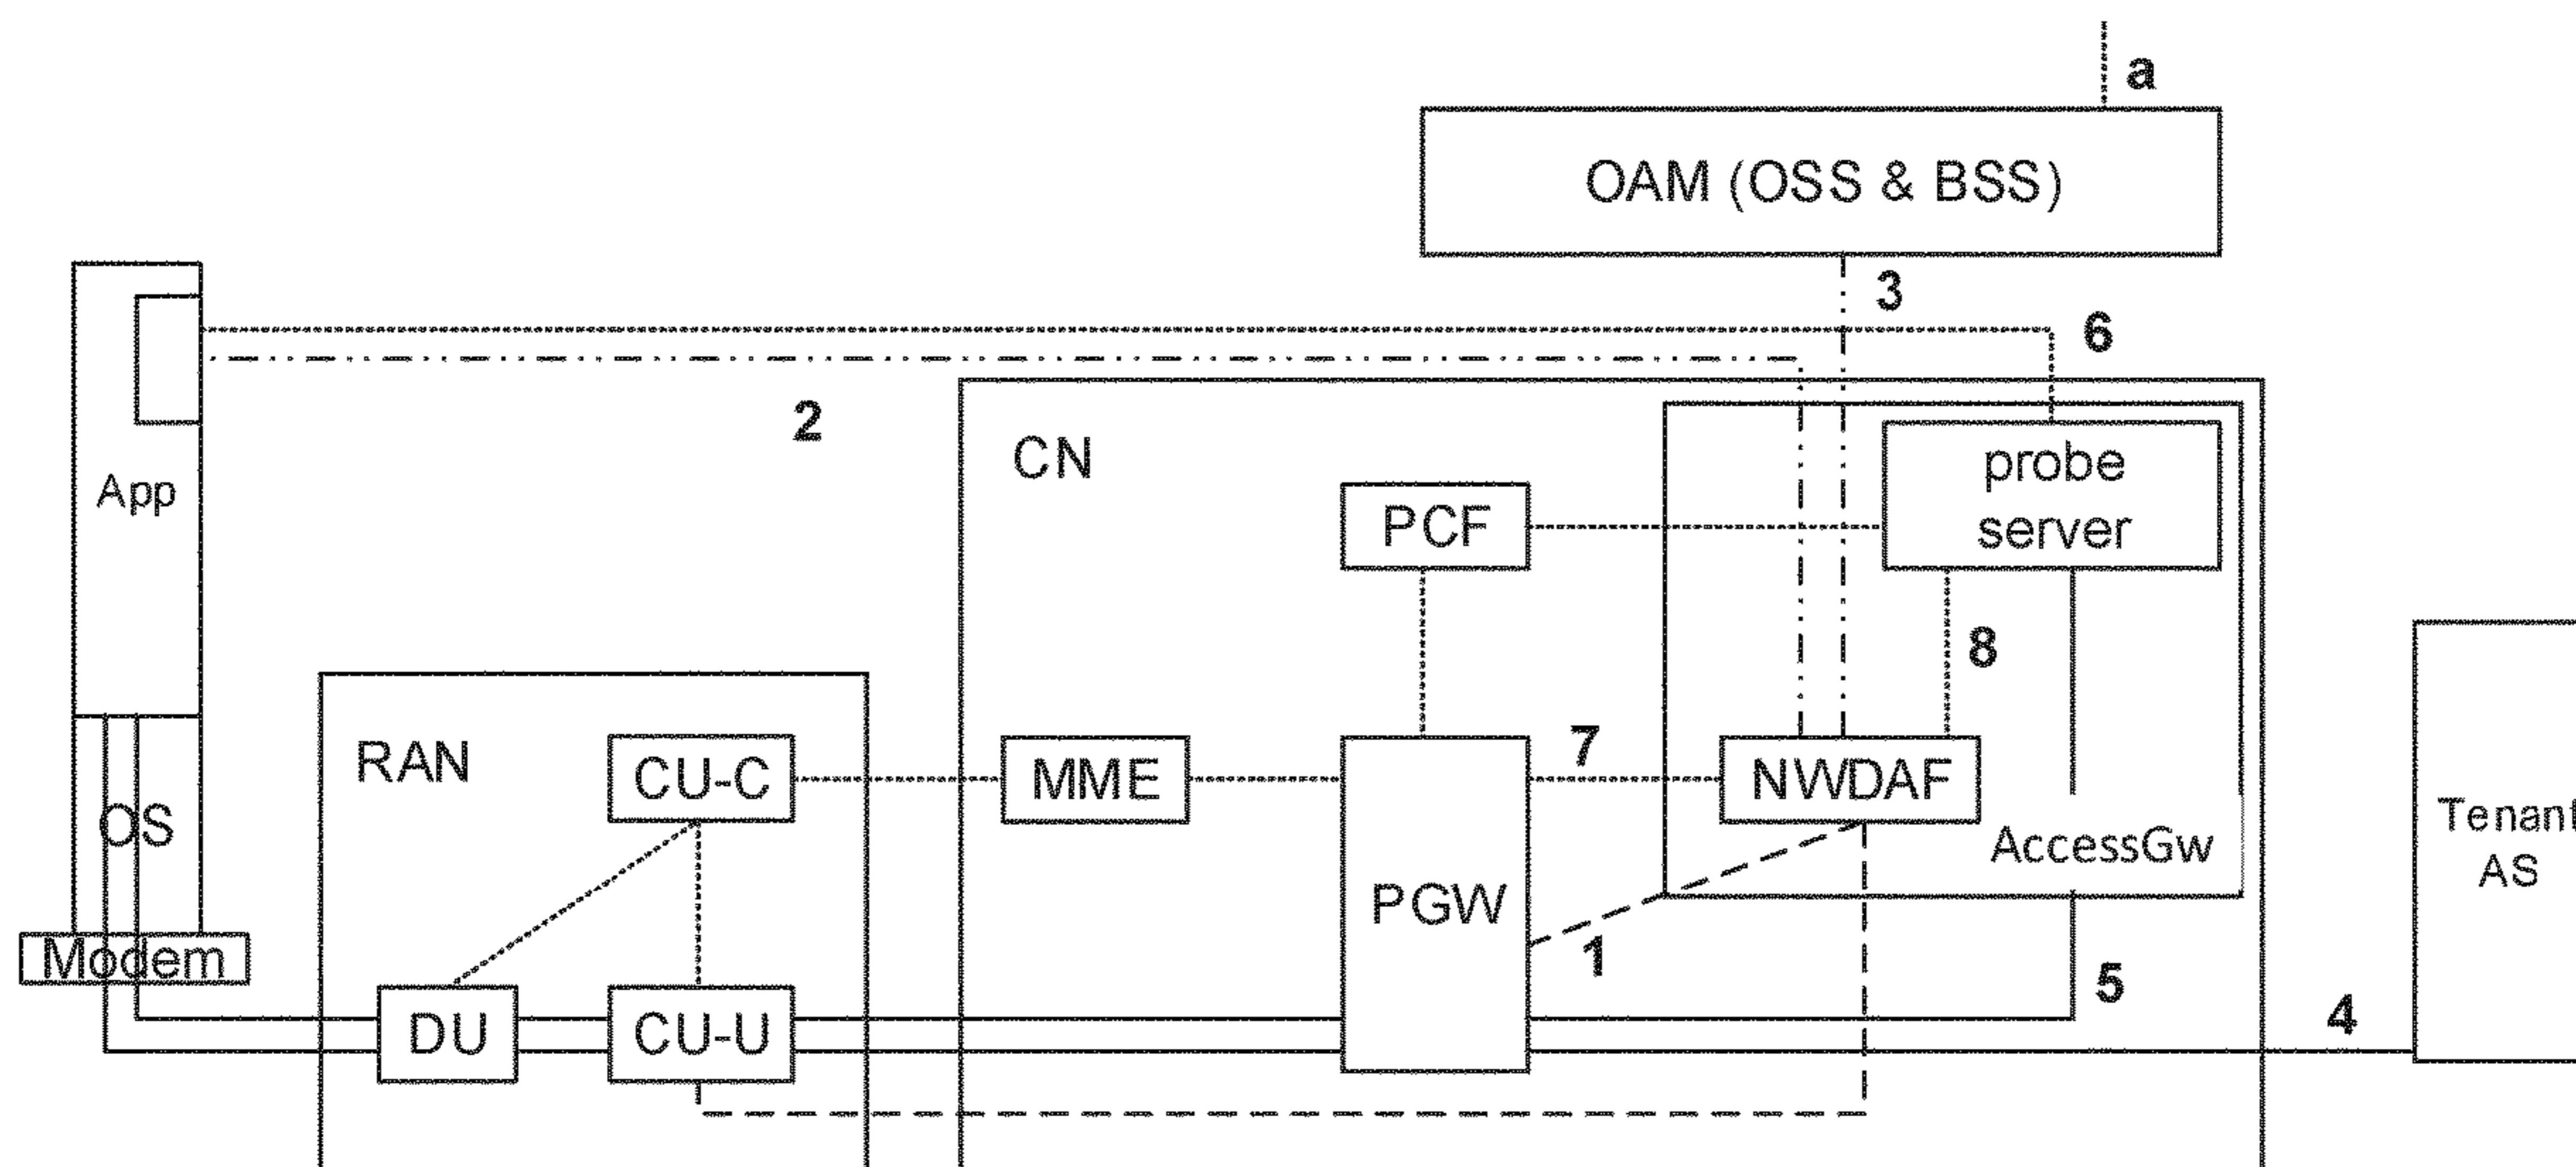 a
OAM (OSS & BSS)
3
6
2
CN
probe
server
App
PCF
8
RAN
CU-C
MME
7
NWDAF
OS
AccessGw
Tenant
AS
PGW
Modem
1
5
DU
CU-U
4